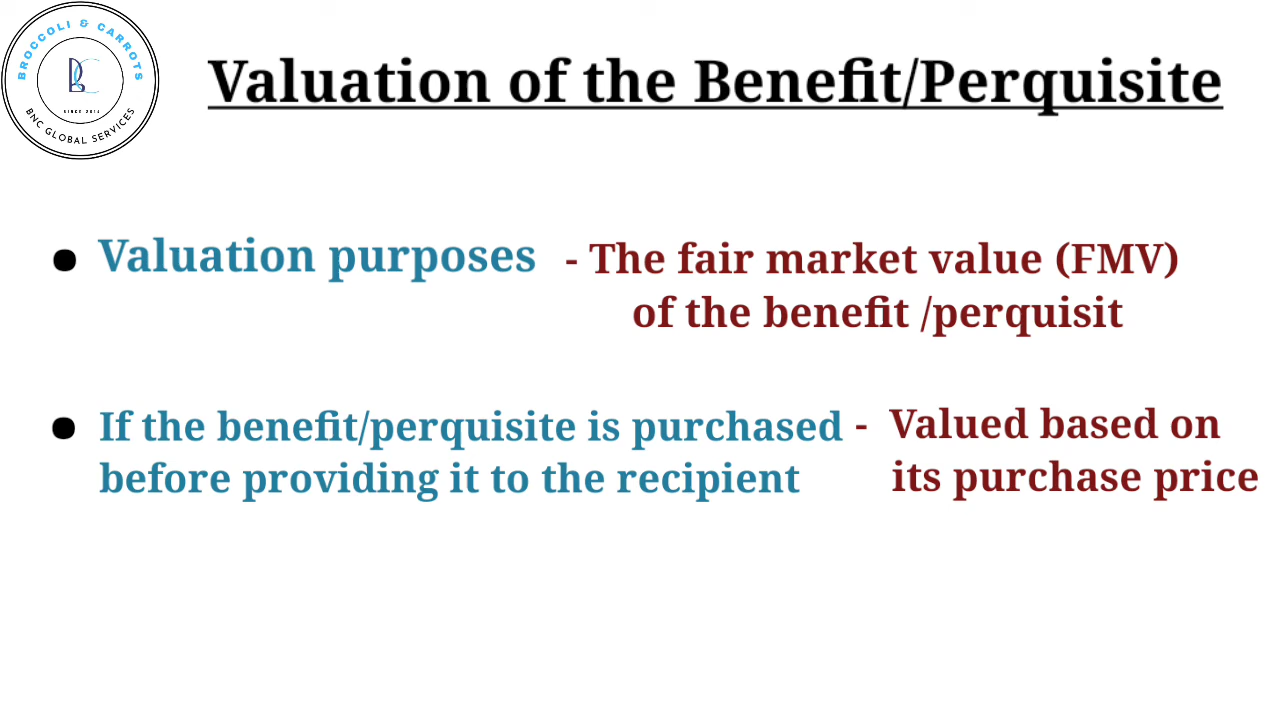 BROCCOLI & CARROTS
SINCE 2014
BNC GLOBAL SERVICES
Valuation of the Benefit/Perquisite
Valuation purposes - The fair market value (FMV)
of the benefit /perquisit
If the benefit/perquisite is purchased - Valued based on
before providing it to the recipient its purchase price